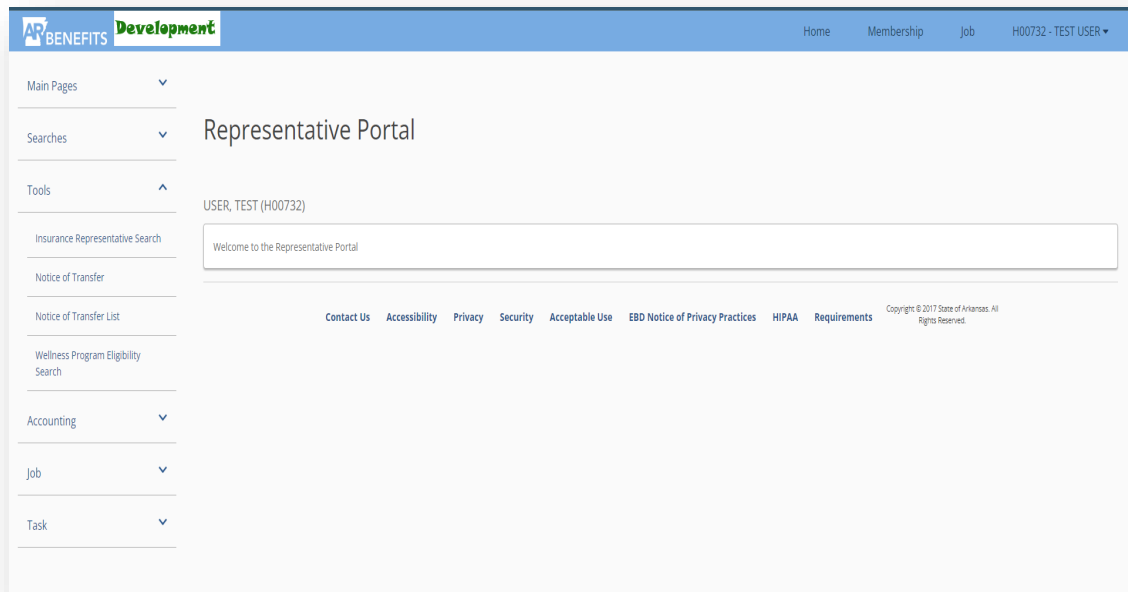 AR BENEFITS Development
Home Membership Job H00732 - TEST USER
Main Pages
Searches
Tools
Insurance Representative Search
Notice of Transfer
Notice of Transfer List
Wellness Program Eligibility
Search
Accounting
Job
Task
Representative Portal
USER, TEST (H00732)
Welcome to the Representative Portal
Contact Us Accessibility Privacy Security Acceptable Use EBD Notice of Privacy Practices HIPAA Requirements
Copyright © 2017 State of Arkansas. All
Rights Reserved.